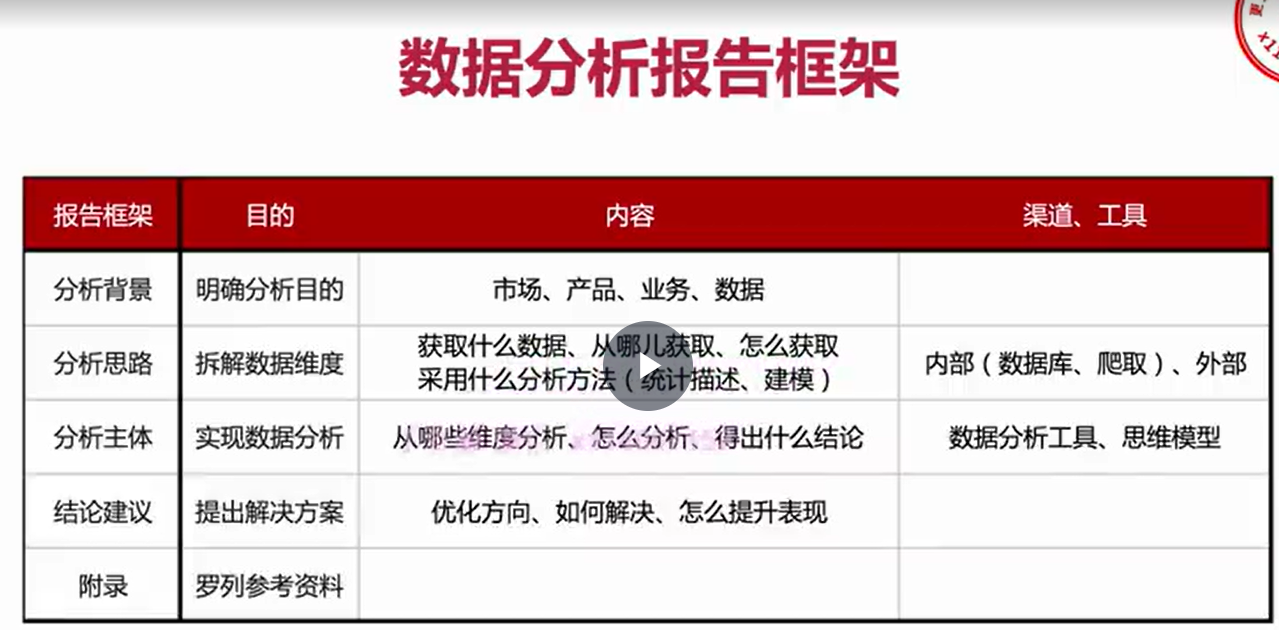 数据分析报告框架
报告框架 目的 内容 渠道、工具
分析背景 明确分析目的 市场、产品、业务、数据
分析思路 拆解数据维度 获取什么数据、从哪儿获取、怎么获取
采用什么分析方法（统计描述、建模） 内部（数据库、爬取）、外部
分析主体 实现数据分析 从哪些维度分析、怎么分析、得出什么结论 数据分析工具、思维模型
结论建议 提出解决方案 优化方向、如何解决、怎么提升表现
附录 罗列参考资料